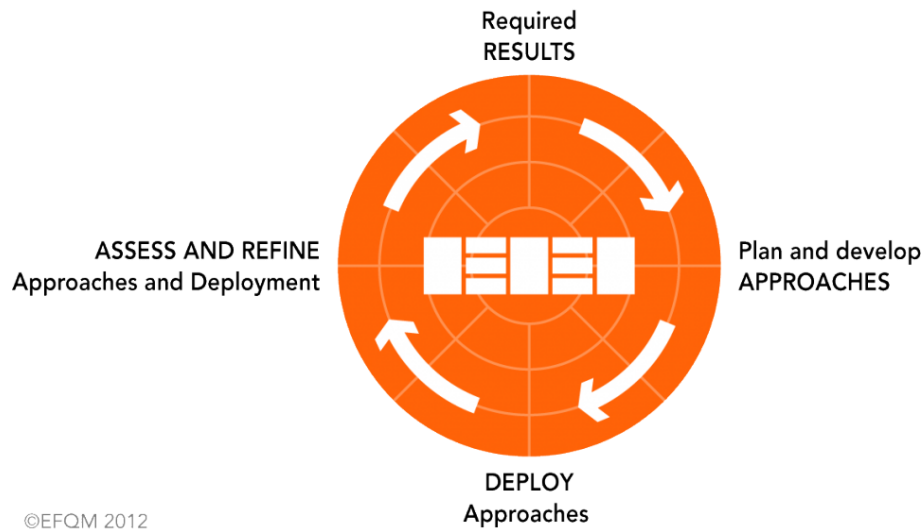 Required
RESULTS
ASSESS AND REFINE
Approaches and Deployment
Plan and develop
APPROACHES
DEPLOY
Approaches
©EFQM 2012